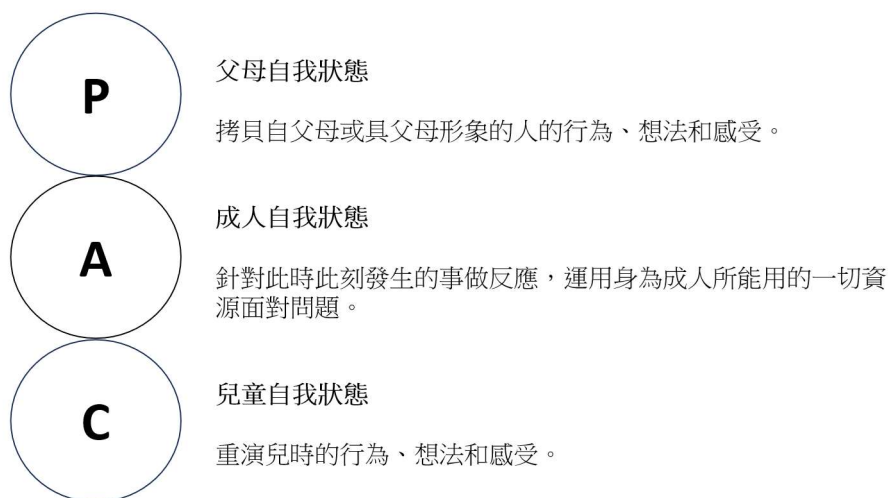 P
父母自我狀態
拷貝自父母或具父母形象的人的行為、想法和感受。
A
成人自我狀態
針對此時此刻發生的事做反應，運用身為成人所能用的一切資
源面對問題。
C
兒童自我狀態
重演兒時的行為、想法和感受。